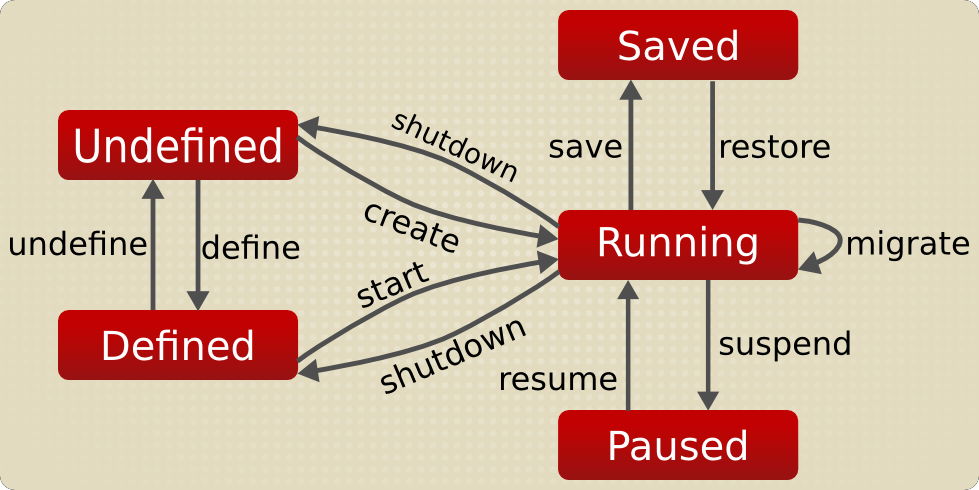 Saved
Undefined
shutdown
save
restore
create
undefine
define
Running
migrate
start
Defined
shutdown
resume
suspend
Paused